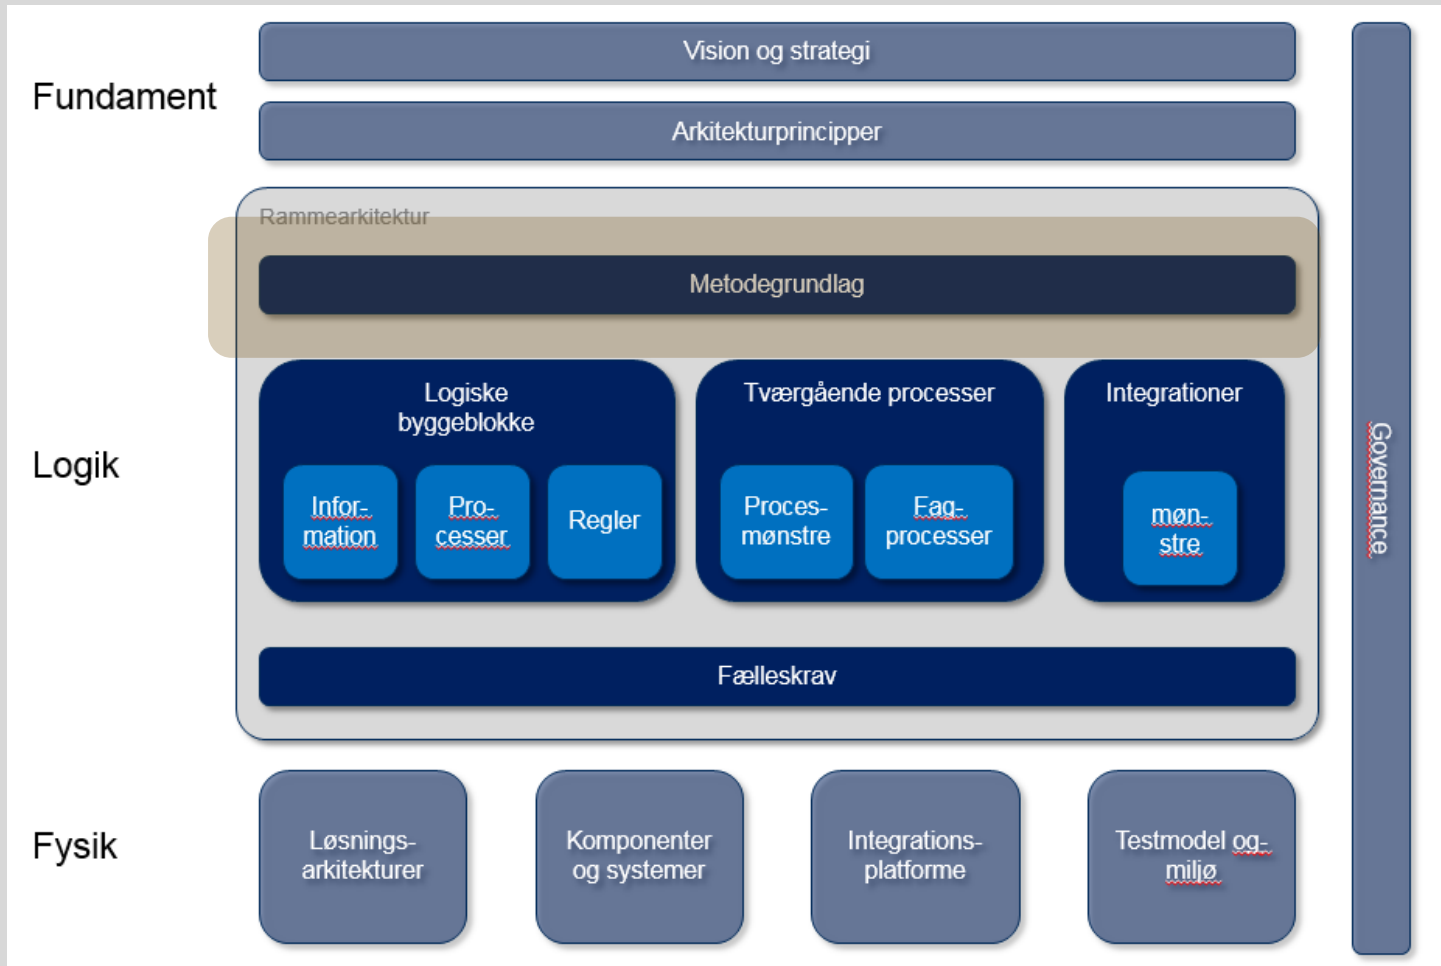 Vision og strategi
Fundament
Arkitekturprincipper
Rammearkitektur
Metodegrundlag
Logik
Logiske
byggeblokke
Infor-
mation
Pro-
cesser
Regler
Tværgående processer
Proces-
mønstre
Fag-
processer
Integrationer
møn-
stre
Fælleskrav
Fysik
Løsnings-
arkitekturer
Komponenter
og systemer
Integrations-
platforme
Testmodel og-
miljø
Governance